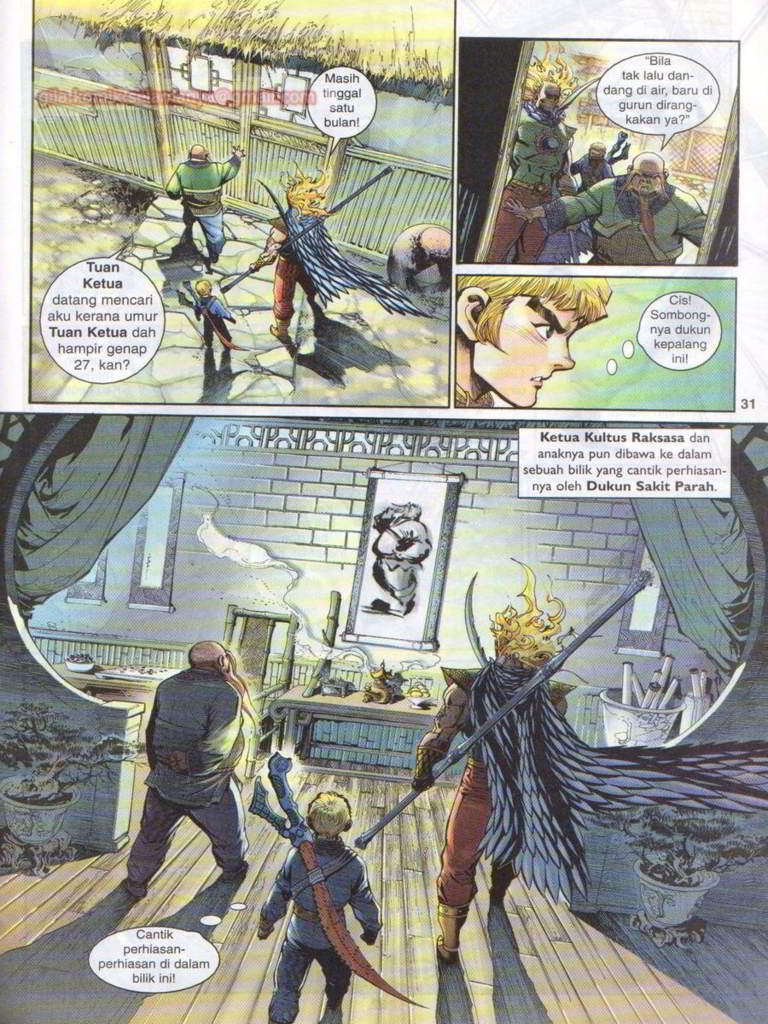 Masih
tinggal
satu
bulan!
Tuan
Ketua
datang mencari
aku kerana umur
Tuan Ketua dah
hampir genap
27, kan?
"Bila
tak lalu dan-
dang di air, baru di
gurun dirang-
kakan ya?"
Cis!
Sombong-
nya dukun
kepalang
ini!
31
Ketua Kultus Raksasa dan
anaknya pun dibawa ke dalam
sebuah bilik yang cantik perhiasan-
nya oleh Dukun Sakit Parah.
Cantik
perhiasan-
perhiasan di dalam
bilik ini!